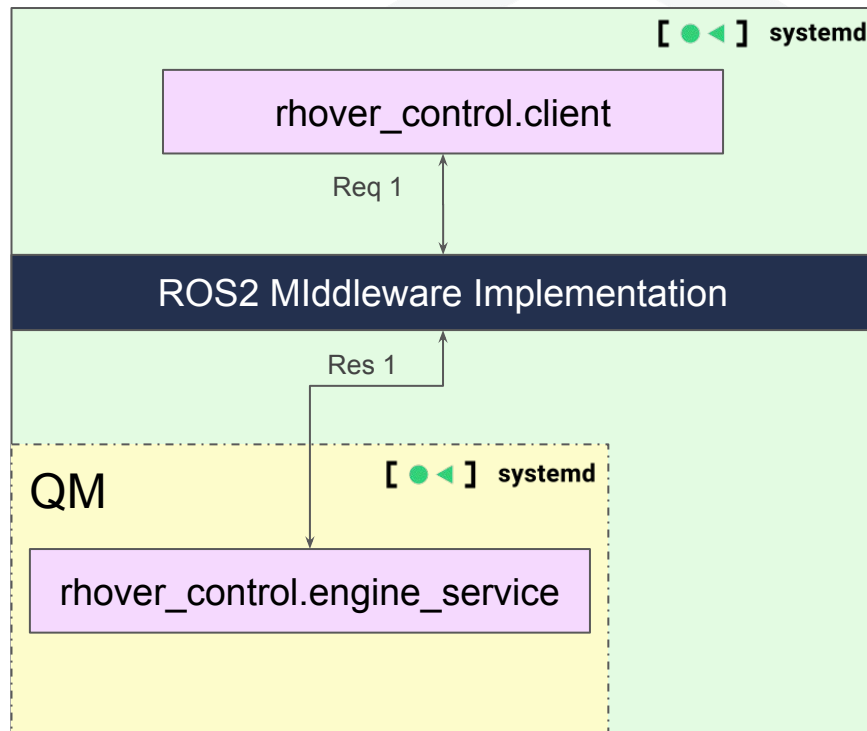 [ ● ◀ ] systemd
rhover_control.client
Req 1
ROS2 MIddleware Implementation
Res 1
QM
[ ● ◀ ] systemd
rhover_control.engine_service